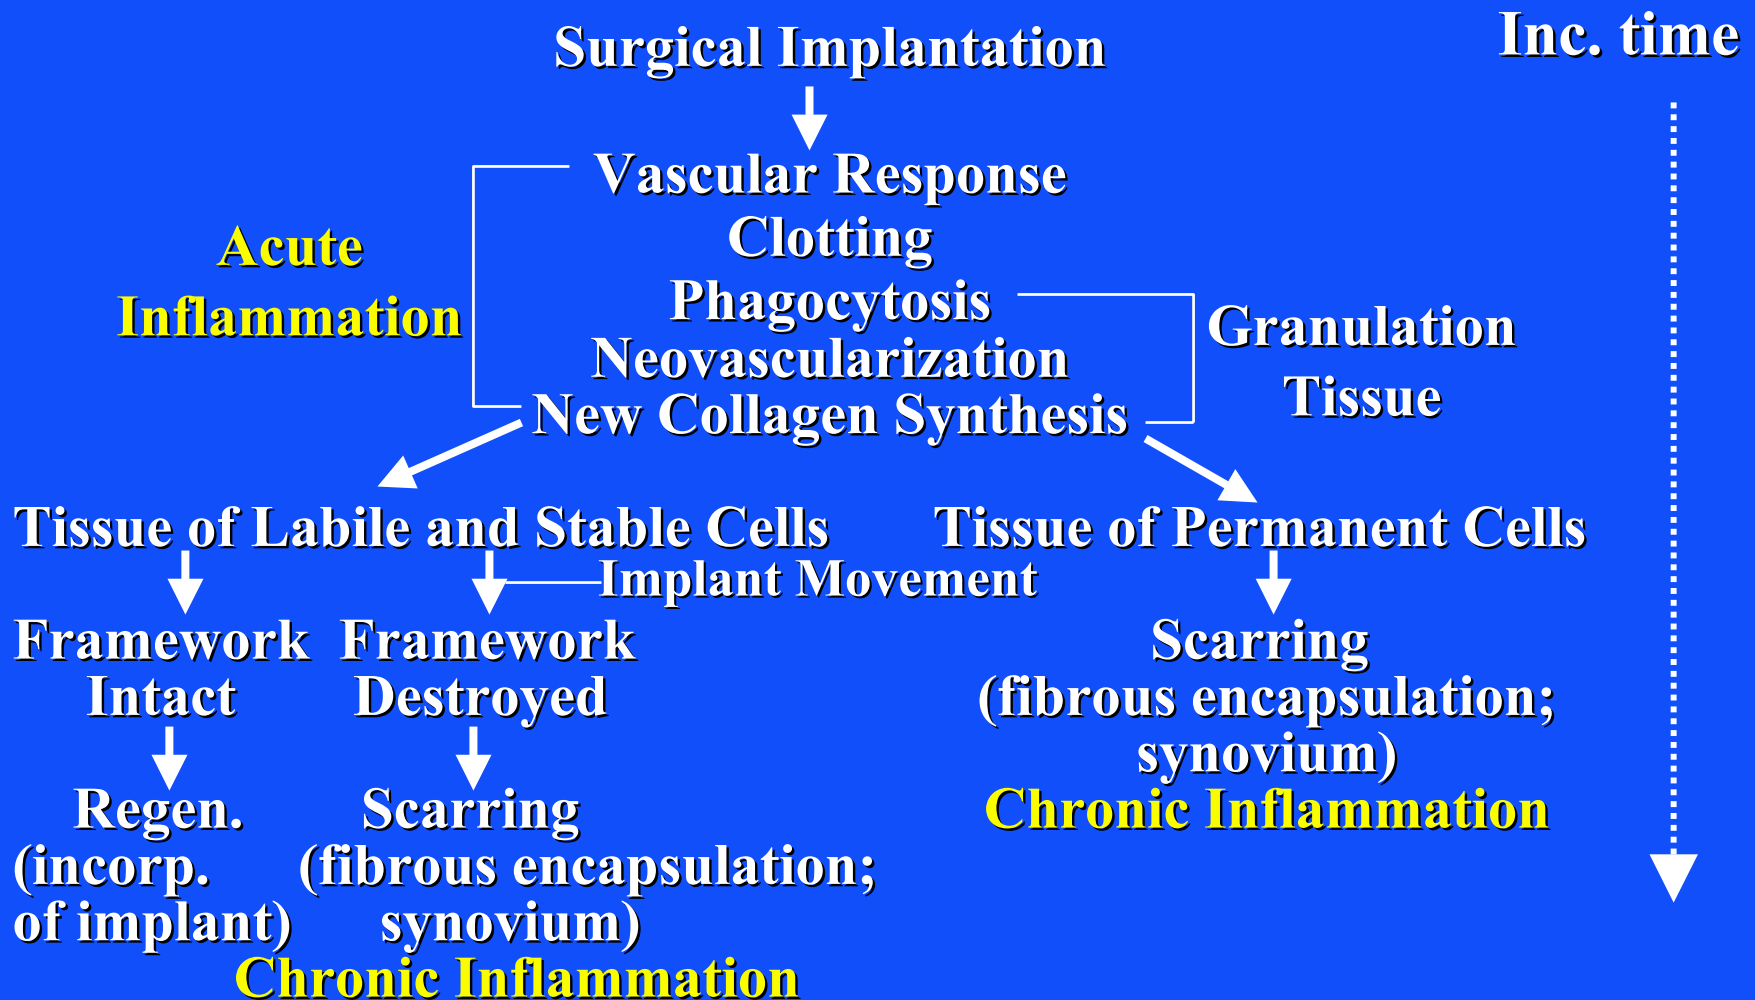 Surgical Implantation
Inc. time
Vascular Response
Clotting
Acute
Inflammation
Phagocytosis
Neovascularization
New Collagen Synthesis
Granulation
Tissue
Tissue of Labile and Stable Cells
Tissue of Permanent Cells
Implant Movement
Framework
Intact
Framework
Destroyed
Scarring
(fibrous encapsulation;
synovium)
Chronic Inflammation
Regen.
(incorp.
of implant)
Scarring
(fibrous encapsulation;
synovium)
Chronic Inflammation